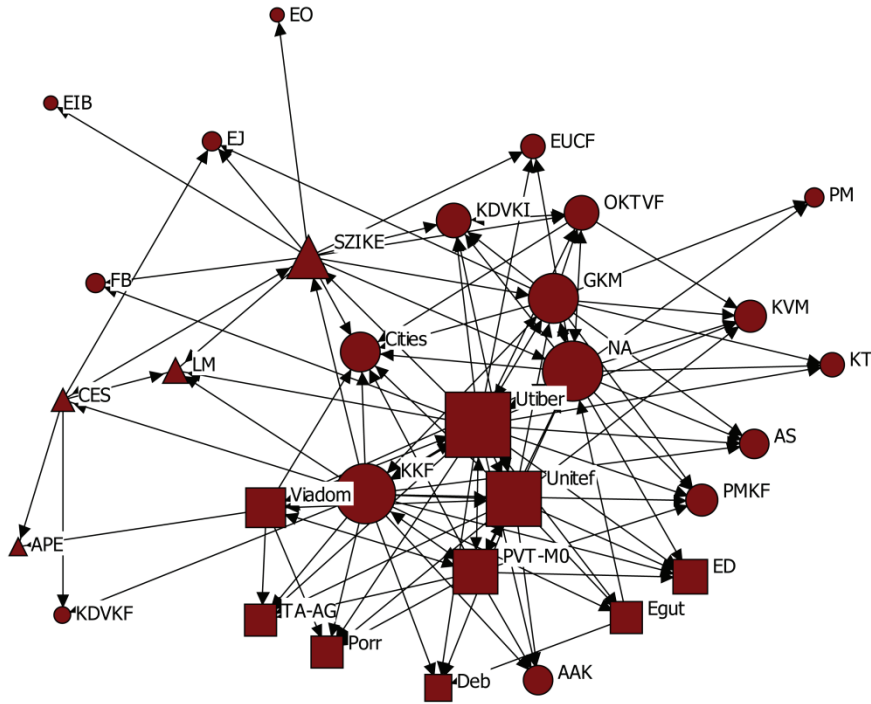 EO
EIB
EJ
EUCF
PM
KDVKI
OKTVF
SZIKE
FB
GKM
KVM
Cities
NA
LM
KT
CES
Utiber
AS
KKF
Unitef
Viadom
PMKF
APE
PVT-M0
ED
KDVKF
TA-AG
Egut
Porr
Deb
AAK